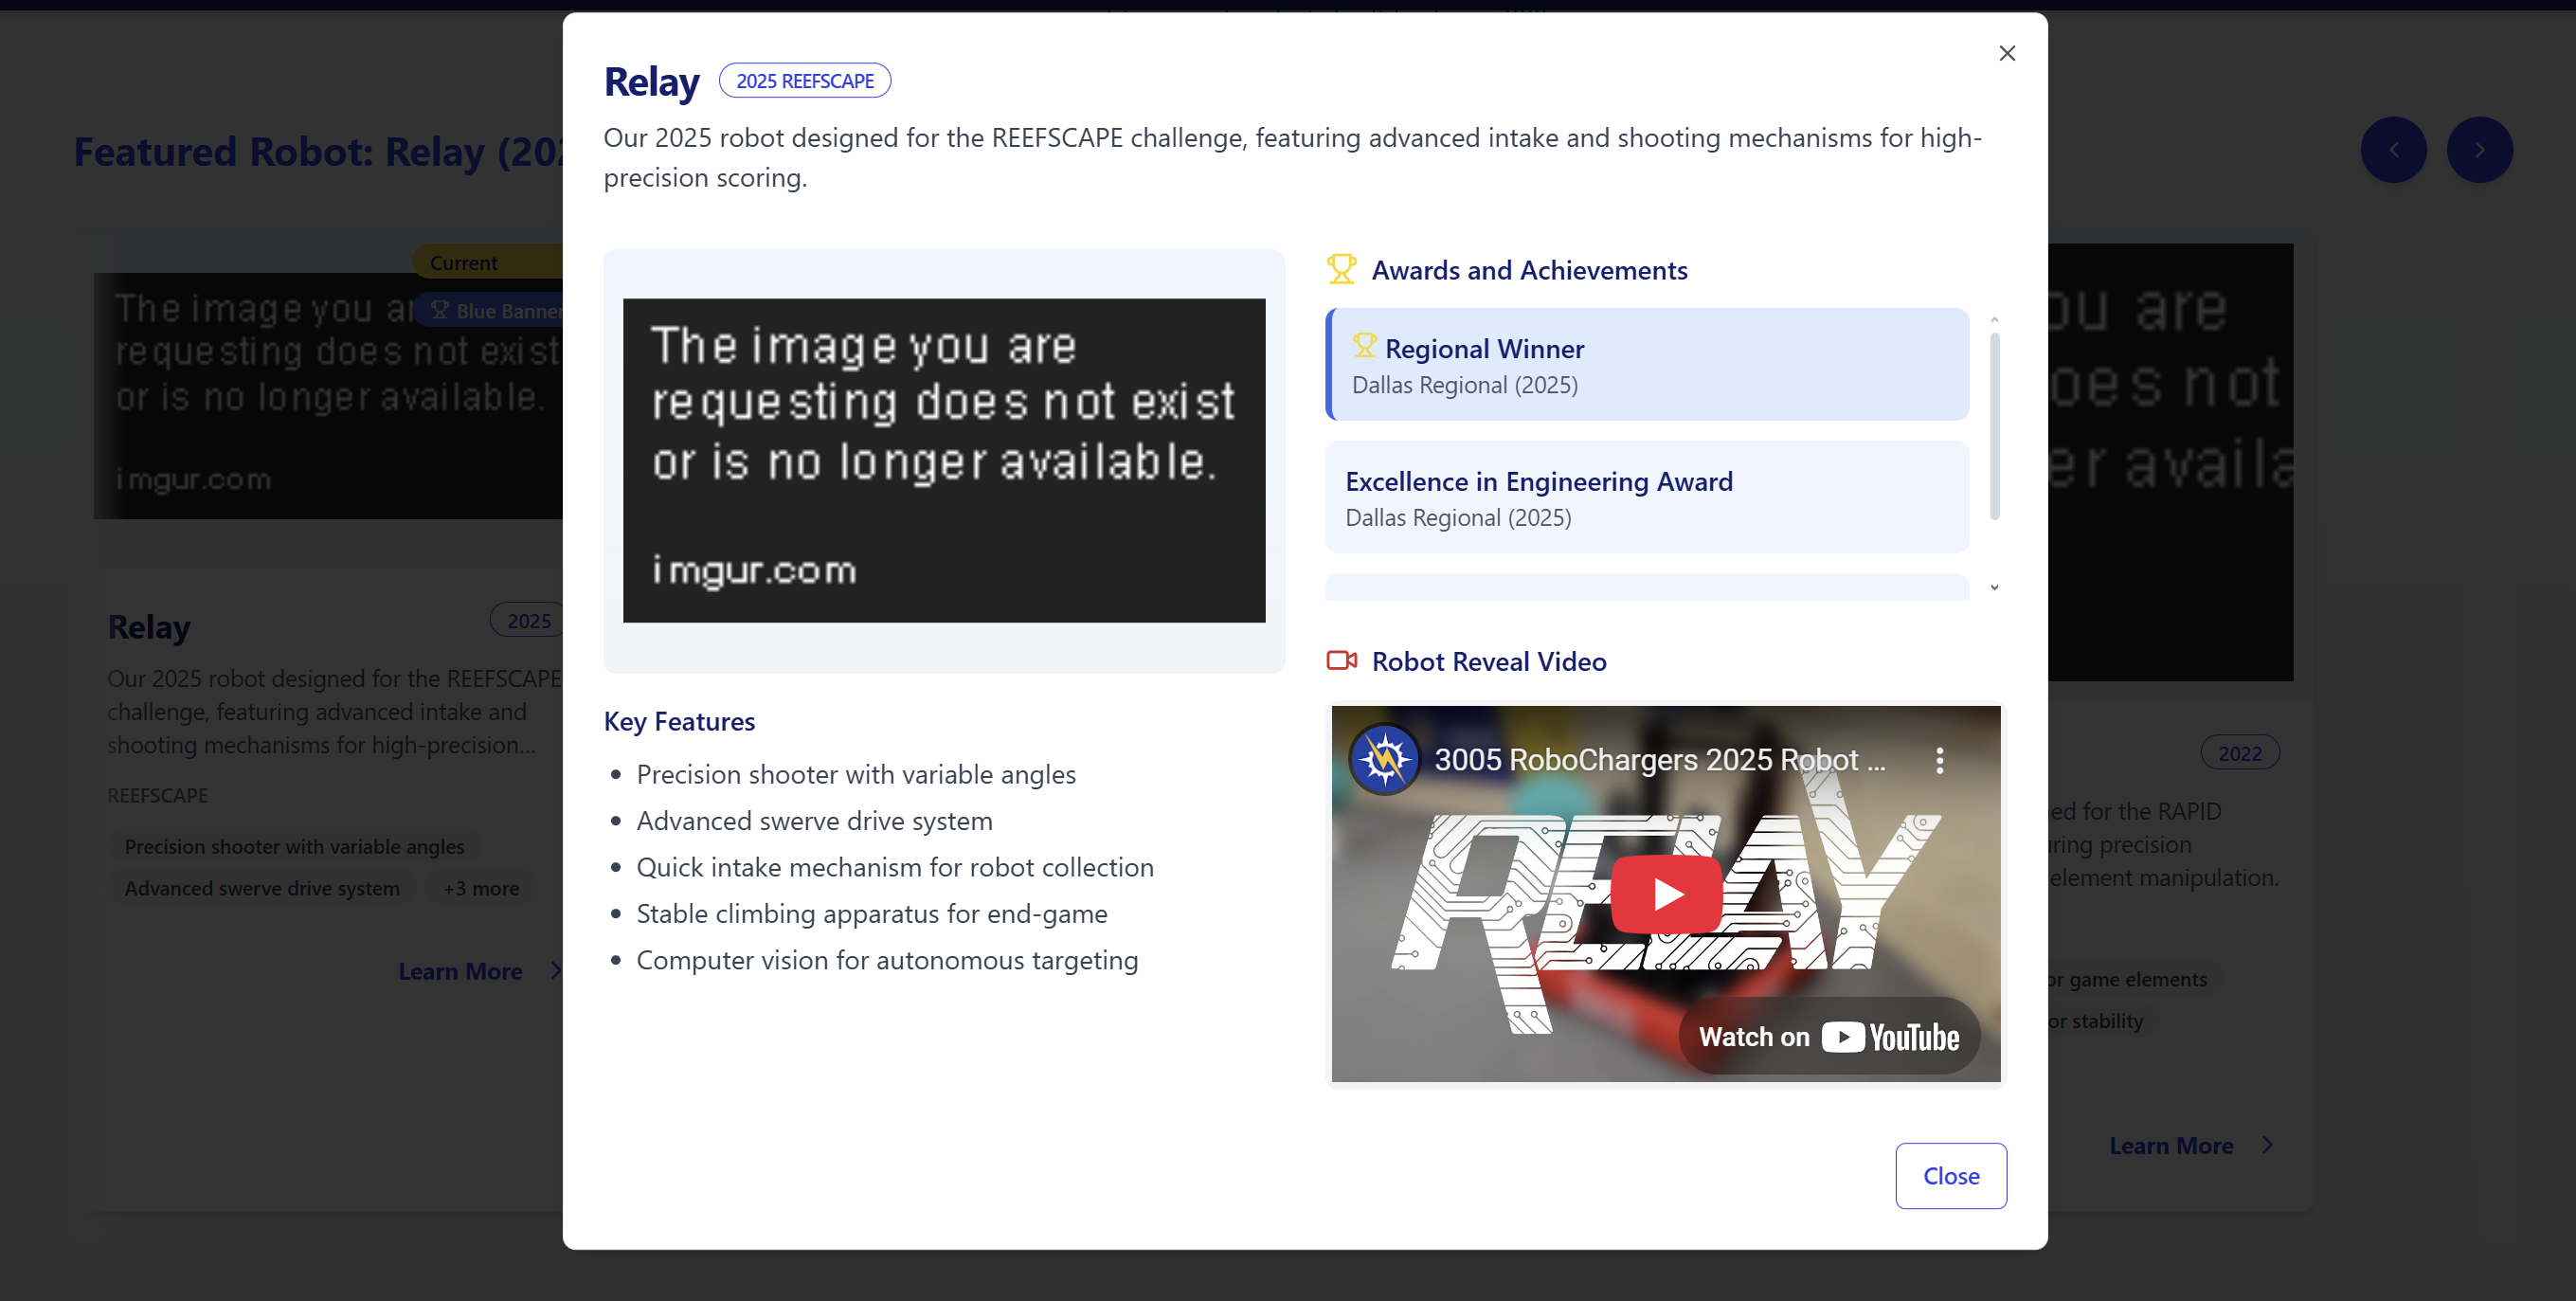 Relay
2025 REEFSCAPE
Our 2025 robot designed for the REEFSCAPE challenge, featuring advanced intake and shooting mechanisms for high-
precision scoring.
The image you are
requesting does not exist
or is no longer available.
imgur.com
Key Features
Precision shooter with variable angles
Advanced swerve drive system
Quick intake mechanism for robot collection
Stable climbing apparatus for end-game
Computer vision for autonomous targeting
Awards and Achievements
Regional Winner
Dallas Regional (2025)
Excellence in Engineering Award
Dallas Regional (2025)
Robot Reveal Video
3005 RoboChargers 2025 Robot ...
RELAY
Watch on YouTube
Close
Featured Robot: Relay (202
Current
Blue Banner
The image you ar
requesting does not exist
or is no longer available.
imgur.com
Relay
2025
Our 2025 robot designed for the REEFSCAPE
challenge, featuring advanced intake and
shooting mechanisms for high-precision...
REEFSCAPE
Precision shooter with variable angles
Advanced swerve drive system
+3 more
Learn More
ou are
oes not
er availa
2022
ed for the RAPID
uring precision
element manipulation.
or game elements
or stability
Learn More